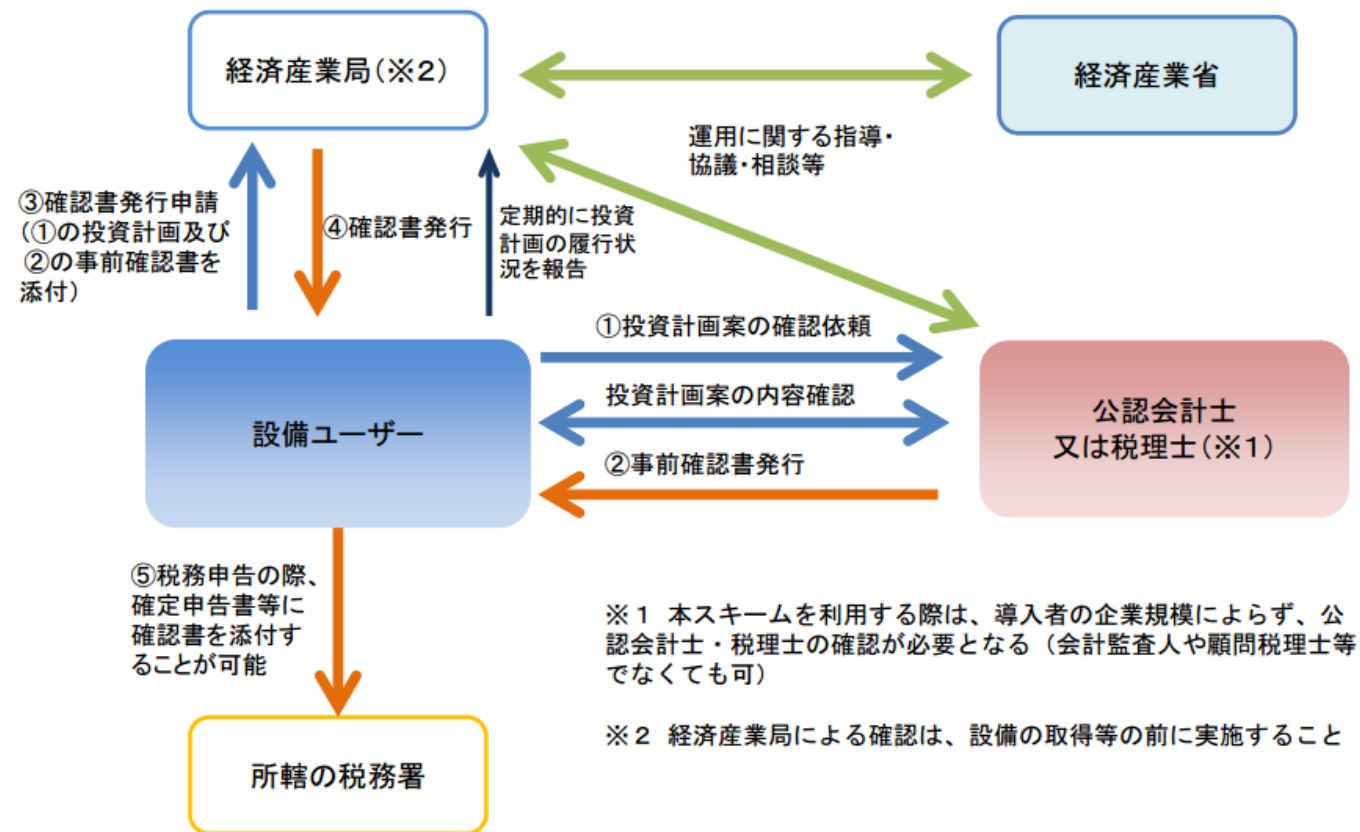 経済産業局(※2)
経済産業省
運用に関する指導・
協議・相談等
③確認書発行申請
(①の投資計画及び
②の事前確認書を
添付)
④確認書発行
定期的に投資
計画の履行状
況を報告
①投資計画案の確認依頼
設備ユーザー
投資計画案の内容確認
公認会計士
又は税理士(※1)
②事前確認書発行
⑤税務申告の際、
確定申告書等に
確認書を添付す
ることが可能
※1 本スキームを利用する際は、導入者の企業規模によらず、公
認会計士・税理士の確認が必要となる(会計監査人や顧問税理士等
でなくても可)
※2 経済産業局による確認は、設備の取得等の前に実施すること
所轄の税務署